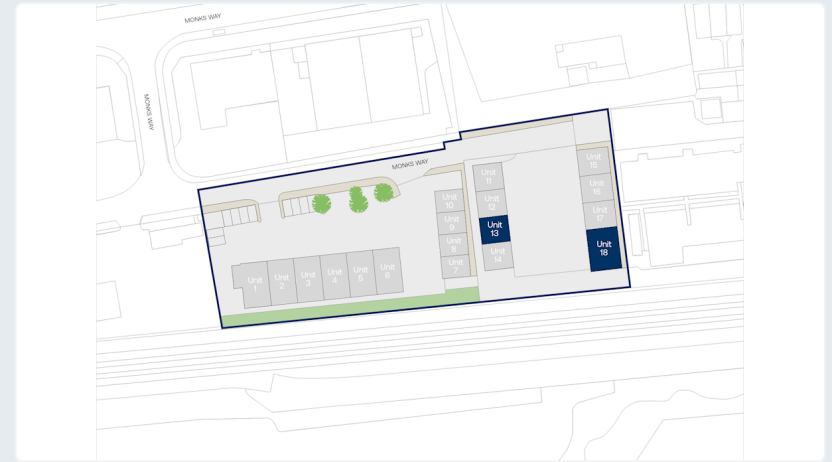 MONKS WAY
MONKS WAY
MONKS WAY
Unit
1
Unit
2
Unit
3
Unit
4
Unit
5
Unit
6
Unit
10
Unit
9
Unit
8
Unit
7
Unit
11
Unit
12
Unit
13
Unit
14
Unit
15
Unit
16
Unit
17
Unit
18